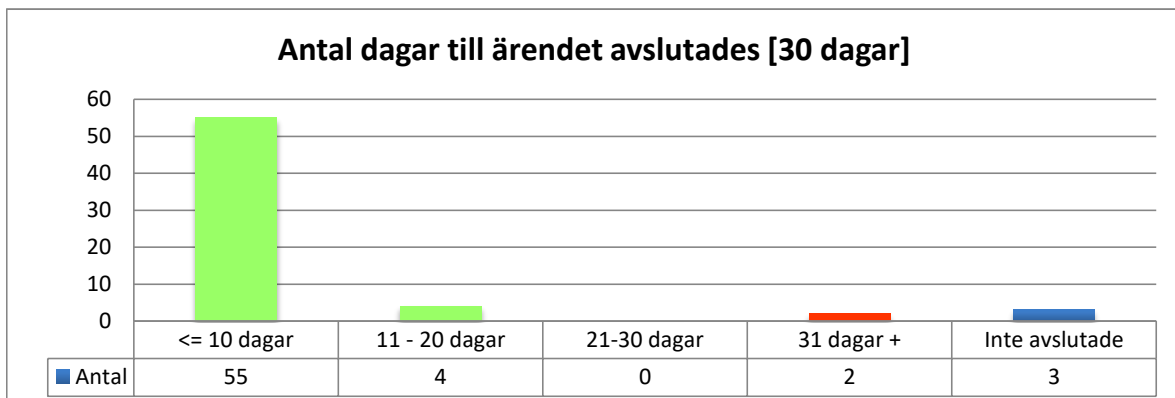 Antal dagar till ärendet avslutades [30 dagar]
60
50
40
30
20
10
0
<= 10 dagar 11 - 20 dagar 21-30 dagar 31 dagar + Inte avslutade
Antal 55 4 0 2 3